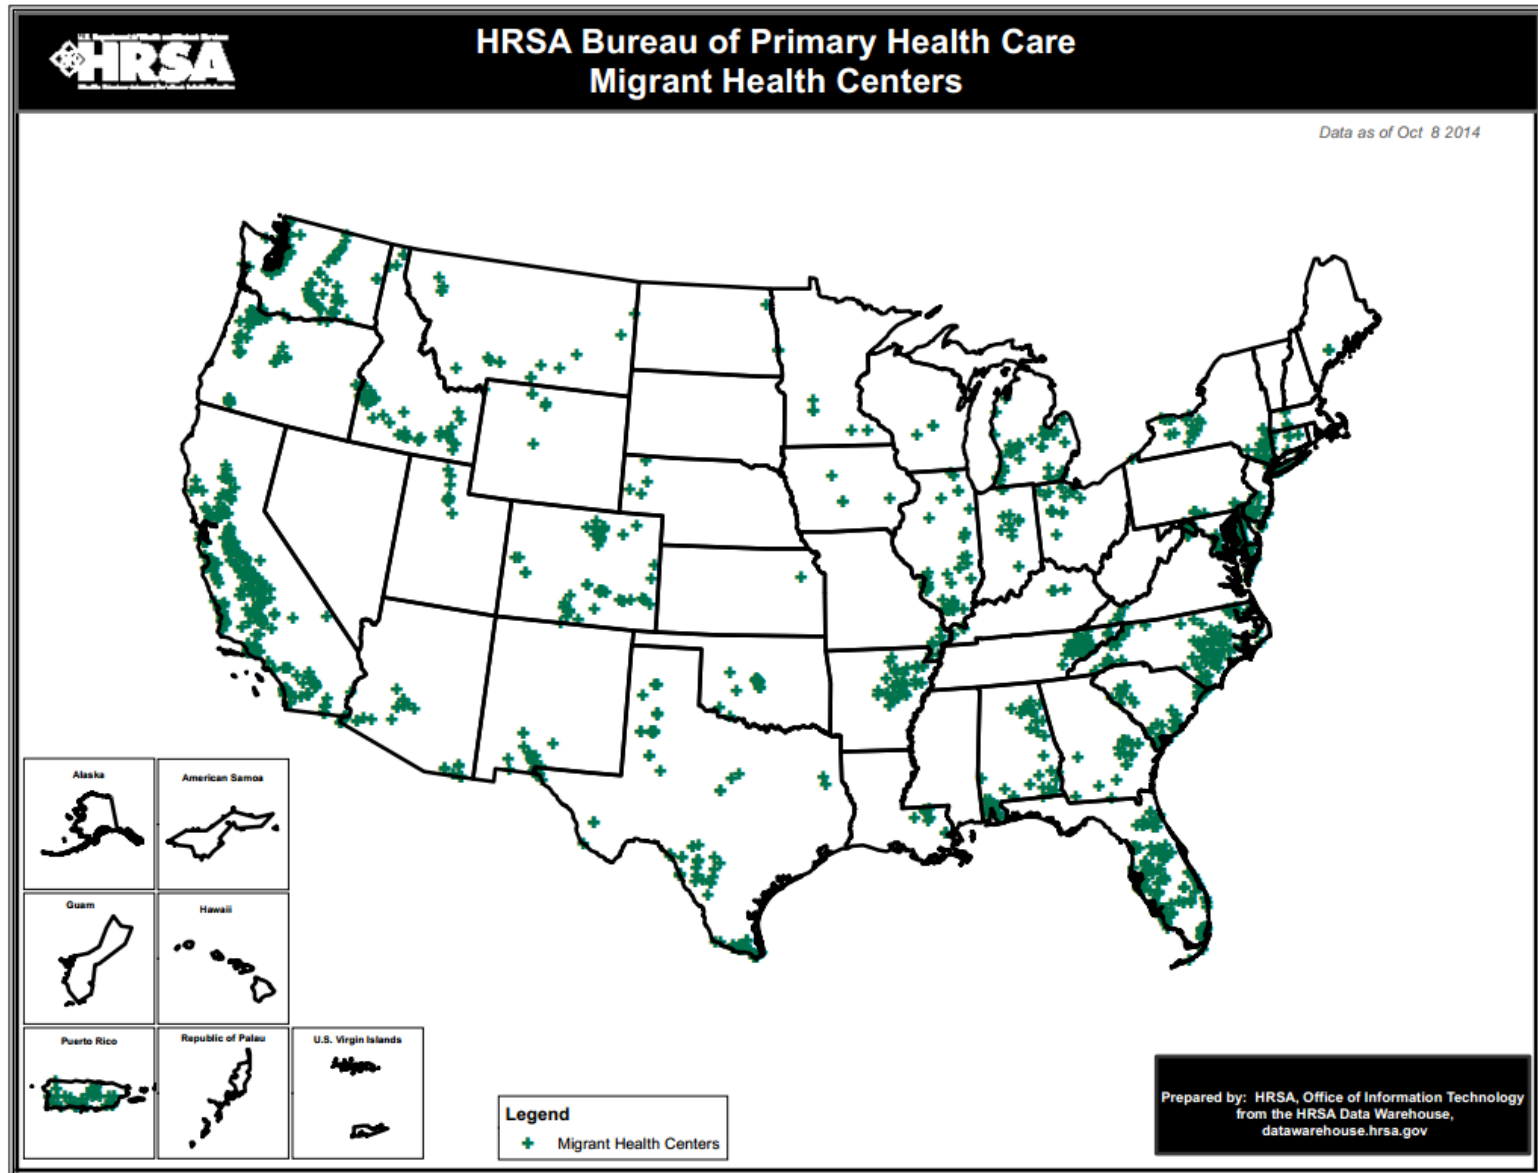 HRSA
HRSA Bureau of Primary Health Care
Migrant Health Centers
Data as of Oct 8 2014
Alaska
American Samoa
Guam
Hawaii
Puerto Rico
Republic of Palau
U.S. Virgin Islands
Legend
Migrant Health Centers
Prepared by: HRSA, Office of Information Technology
from the HRSA Data Warehouse,
datawarehouse.hrsa.gov